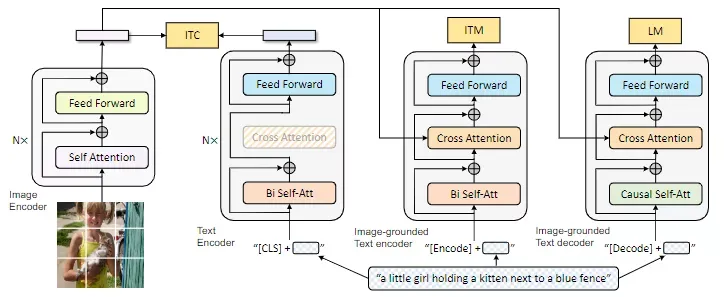 ITC
ITM
LM
Feed Forward
Self Attention
N×
Image
Encoder
Feed Forward
Cross Attention
Bi Self-Att
N×
Text
Encoder
"[CLS] + "
Feed Forward
Cross Attention
Bi Self-Att
Image-grounded
Text encoder
"[Encode] + "
Feed Forward
Cross Attention
Causal Self-Att
Image-grounded
Text decoder
"[Decode] + "
"a little girl holding a kitten next to a blue fence"